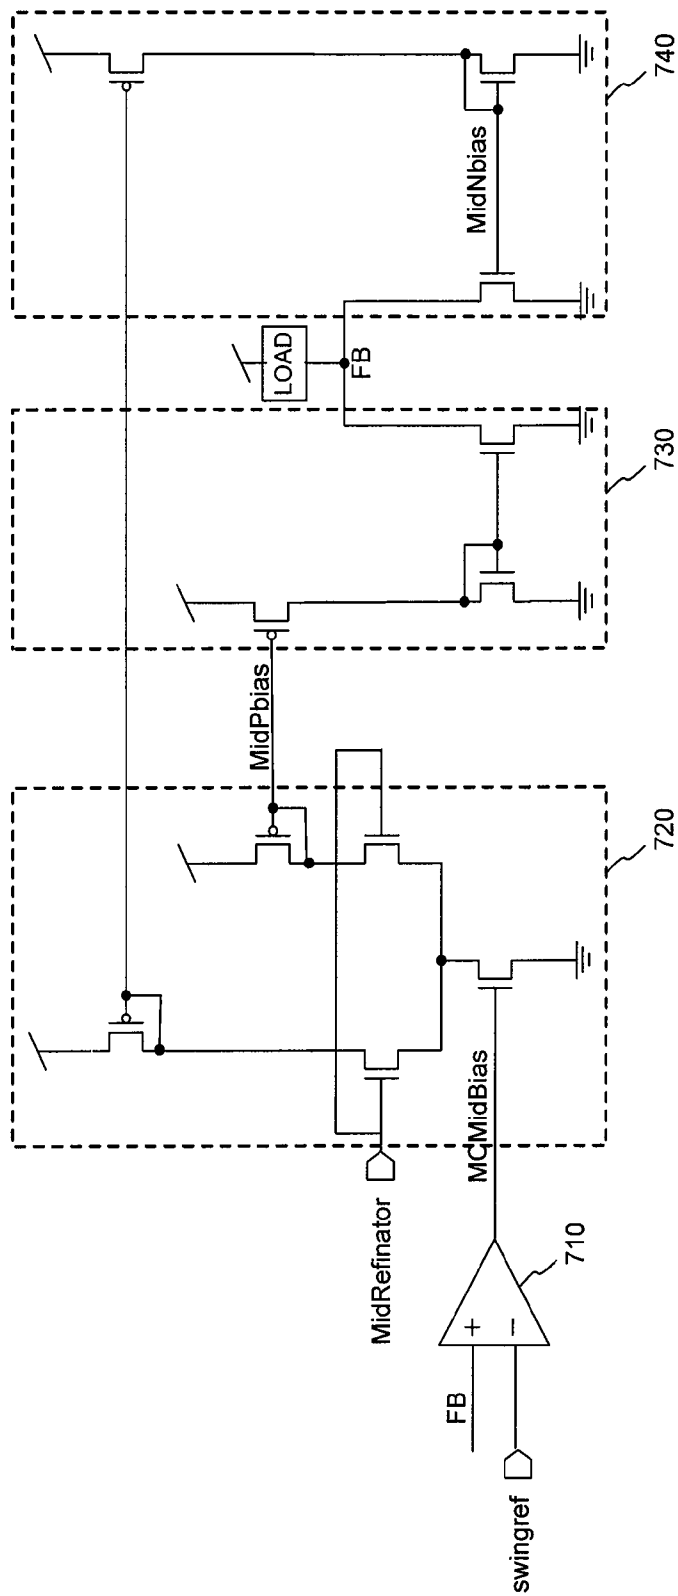 swingref
FB
+
−
710
MidRefinator
MCMidBias
720
MidPbias
730
LOAD
FB
MidNbias
740